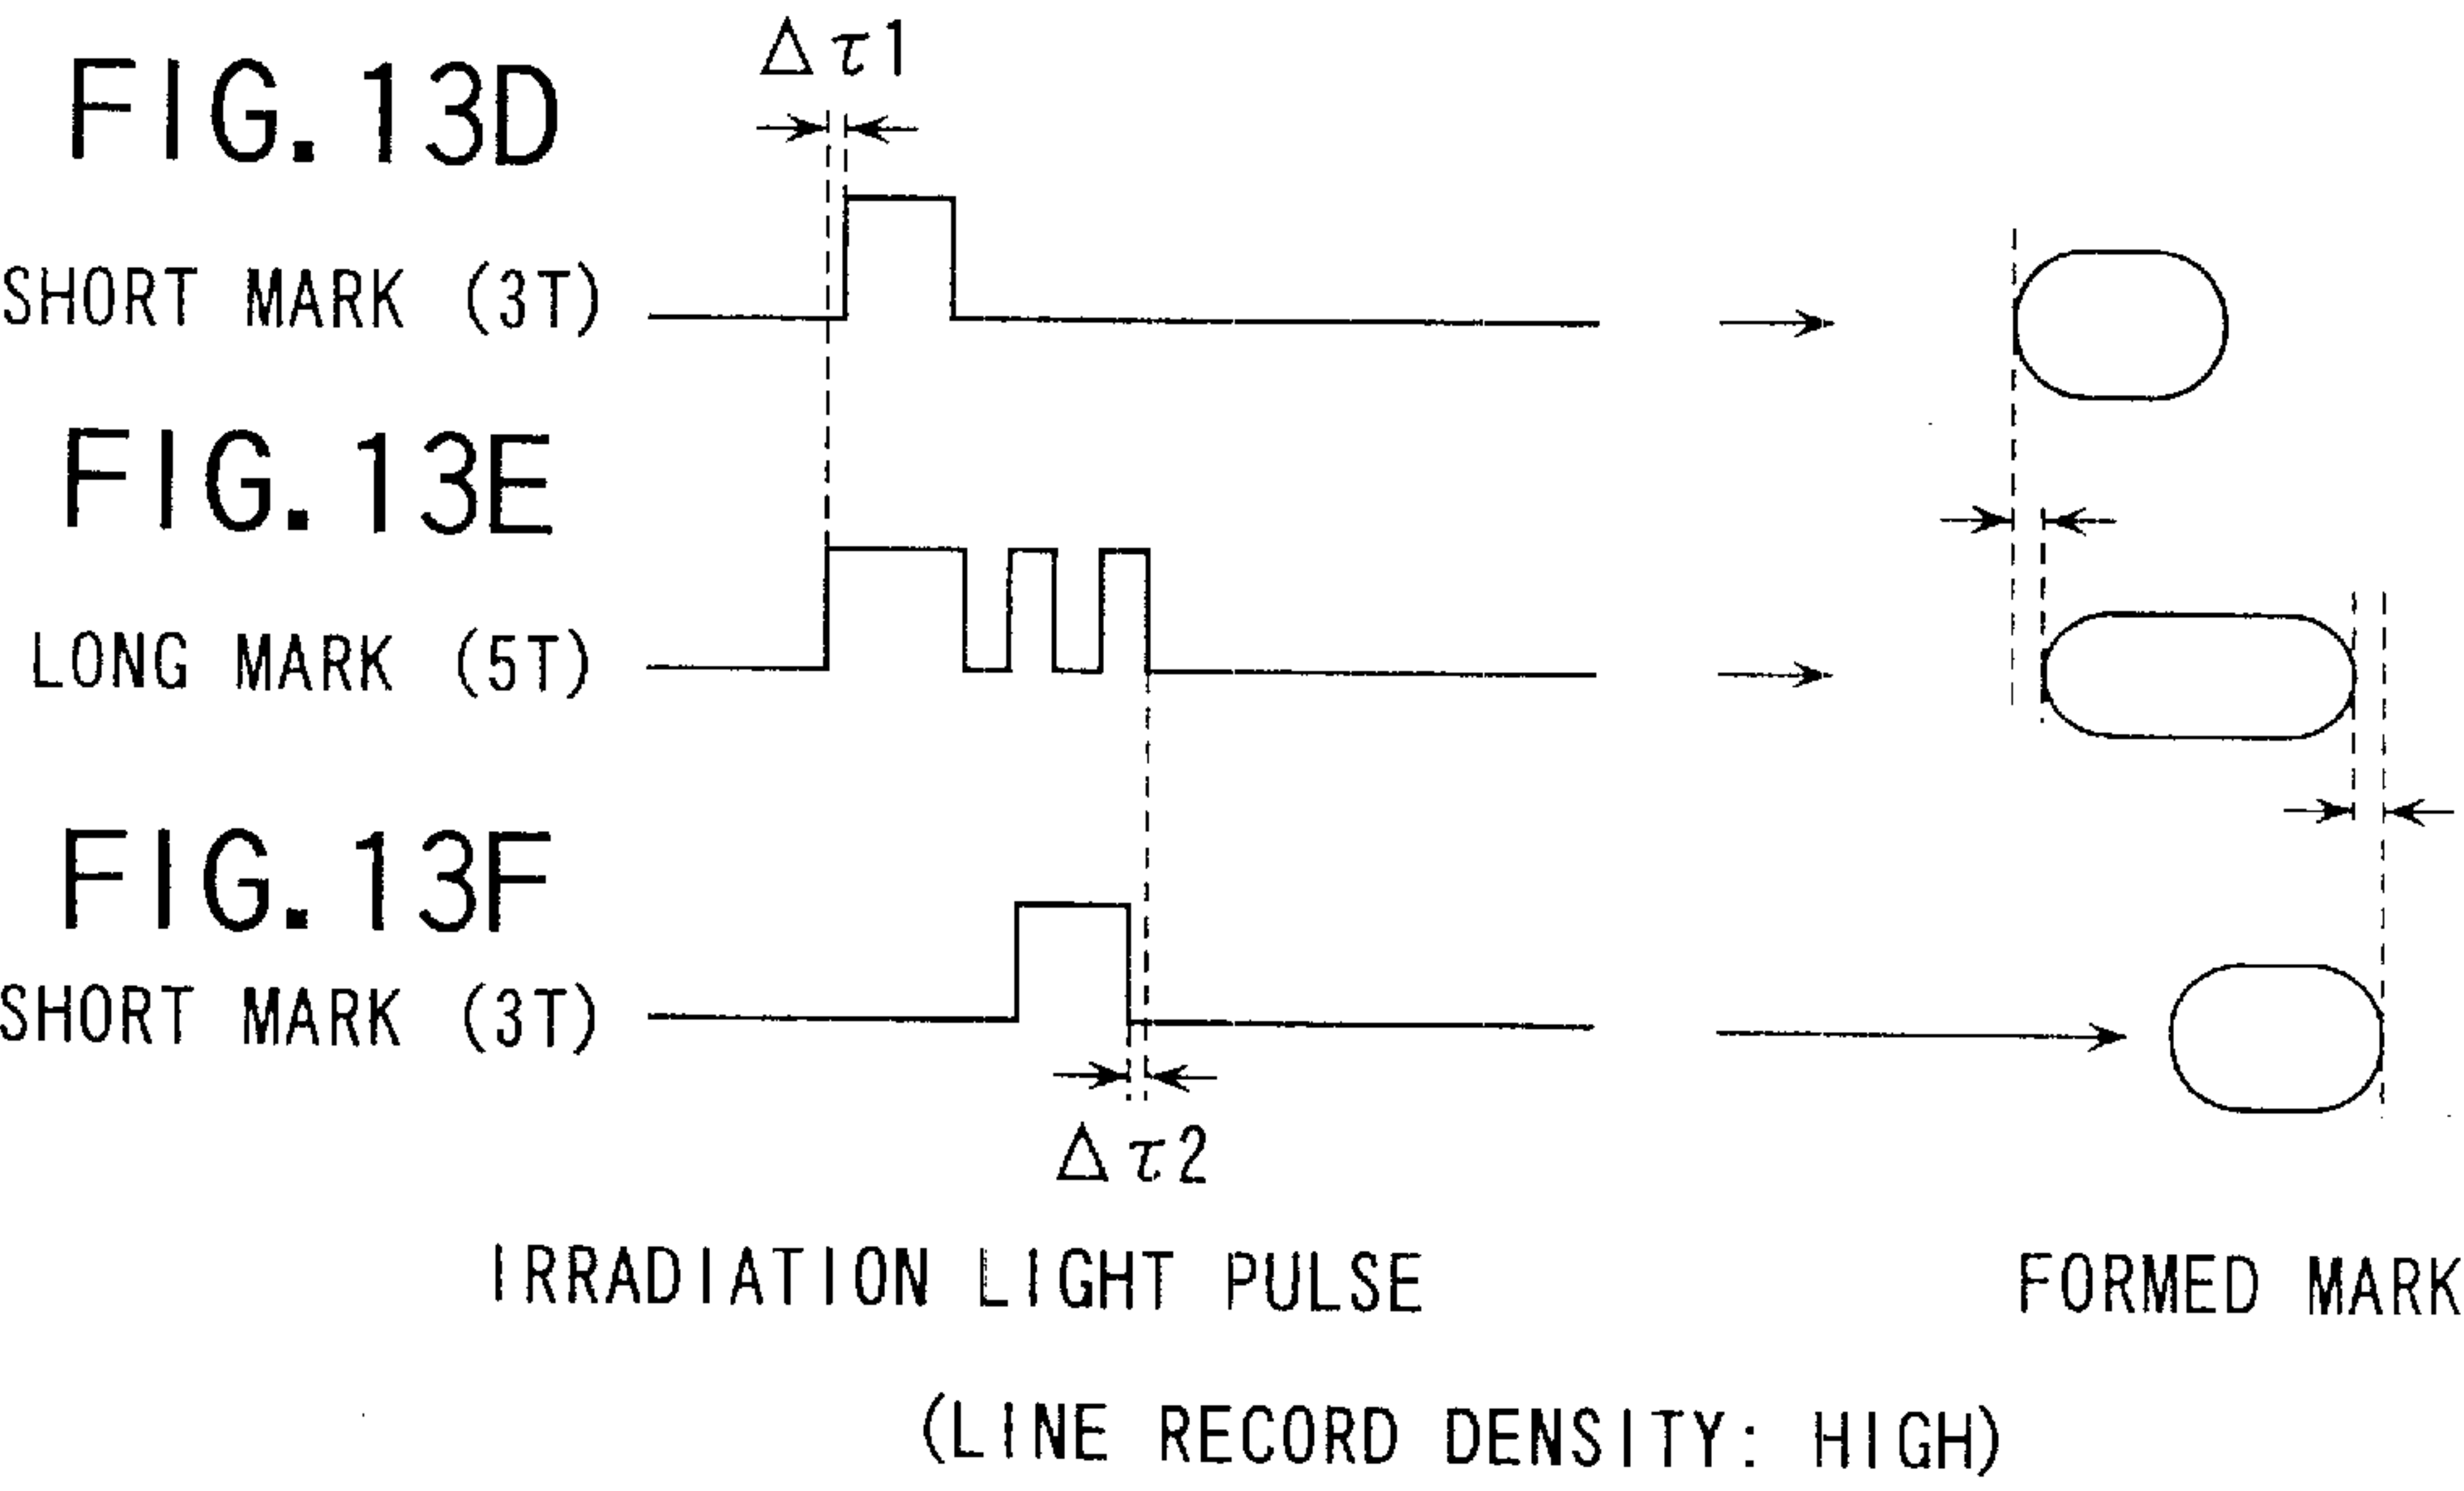 FIG. 13D
Δτ1
SHORT MARK (3T)
FIG. 13E
LONG MARK (5T)
FIG. 13F
SHORT MARK (3T)
Δτ2
IRRADIATION LIGHT PULSE
FORMED MARK
(LINE RECORD DENSITY: HIGH)